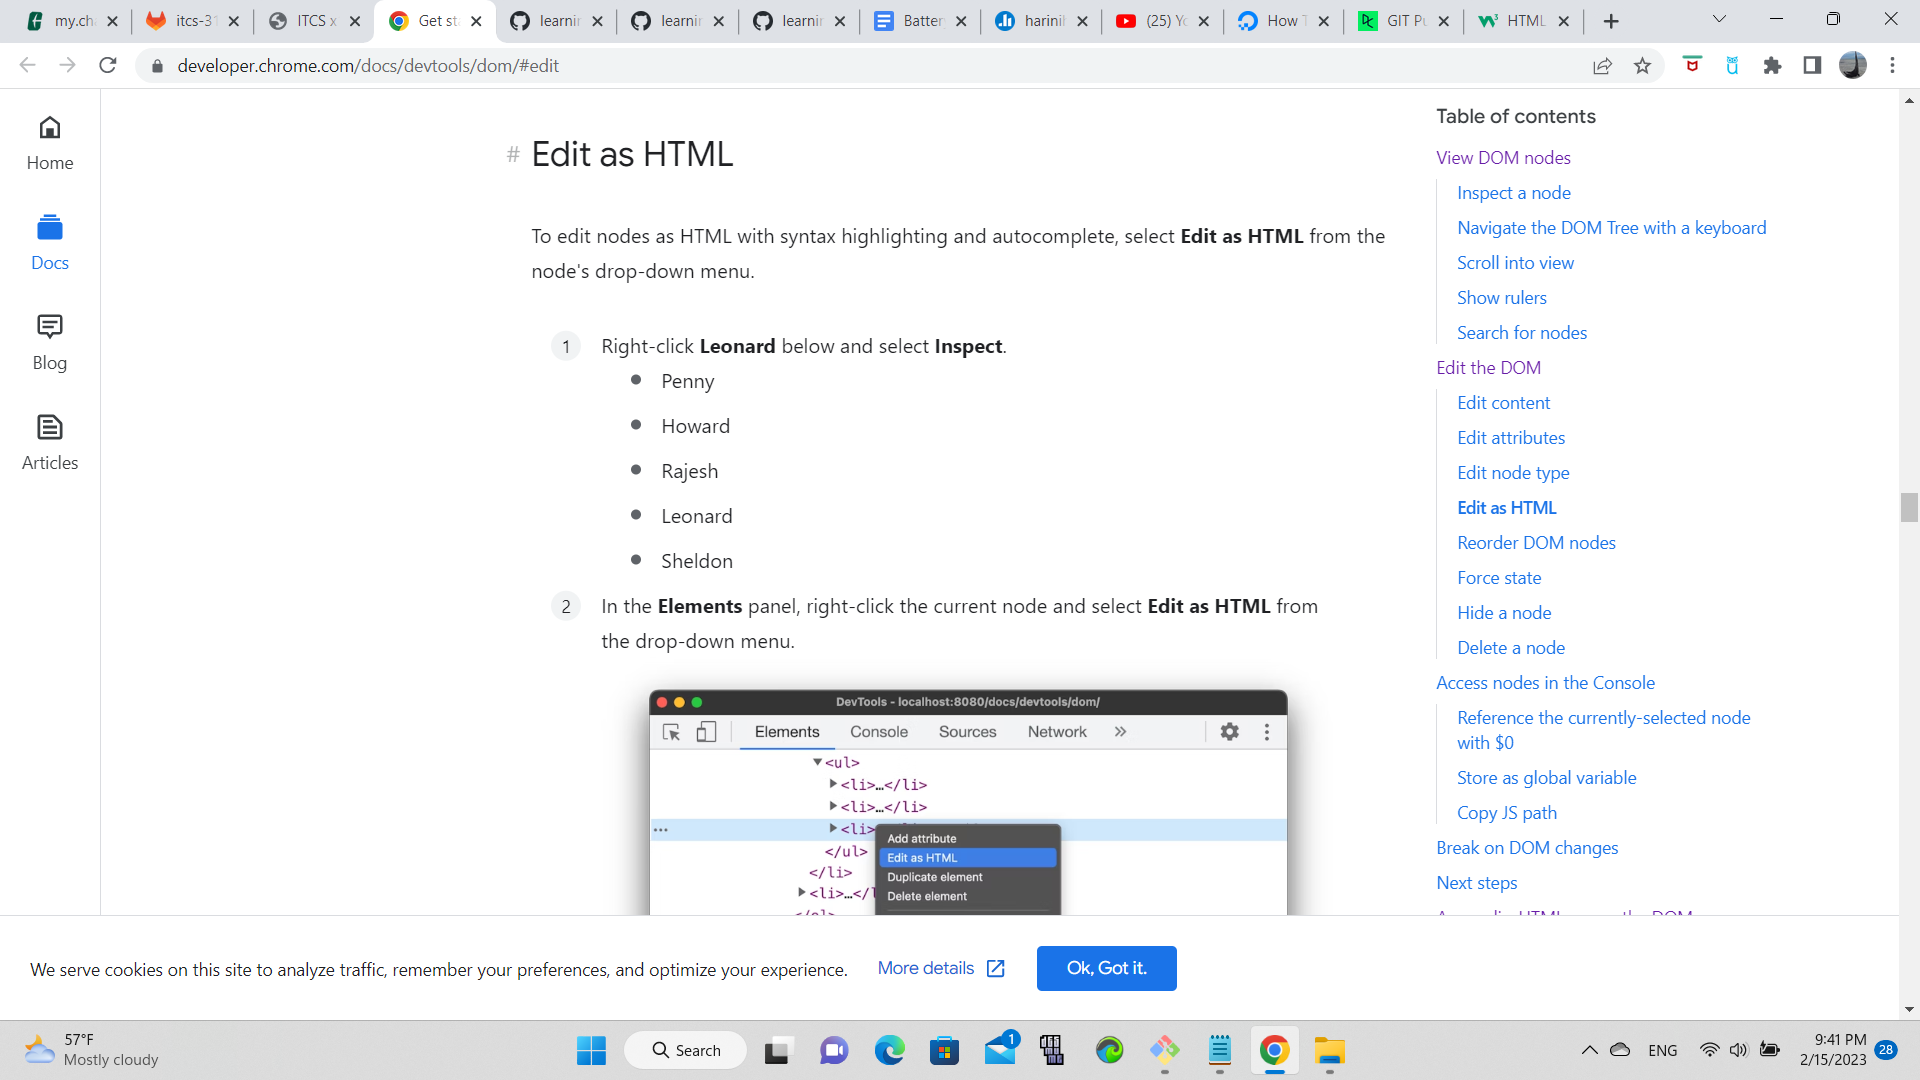 my.ch
itcs-31
ITCS x
Get st
learnin
learnin
learnin
Batter
harini
(25) Yo
How T
GIT Pu
HTML
developer.chrome.com/docs/devtools/dom/#edit
Home
Docs
Blog
Articles
# Edit as HTML
To edit nodes as HTML with syntax highlighting and autocomplete, select Edit as HTML from the
node's drop-down menu.
1 Right-click Leonard below and select Inspect.
Penny
Howard
Rajesh
Leonard
Sheldon
2 In the Elements panel, right-click the current node and select Edit as HTML from
the drop-down menu.
DevTools - localhost:8080/docs/devtools/dom/
Elements Console Sources Network »
<ul>
<li>…</li>
<li>…</li>
<li>
</ul>
</li>
<li>…</l
Add attribute
Edit as HTML
Duplicate element
Delete element
Table of contents
View DOM nodes
Inspect a node
Navigate the DOM Tree with a keyboard
Scroll into view
Show rulers
Search for nodes
Edit the DOM
Edit content
Edit attributes
Edit node type
Edit as HTML
Reorder DOM nodes
Force state
Hide a node
Delete a node
Access nodes in the Console
Reference the currently-selected node
with $0
Store as global variable
Copy JS path
Break on DOM changes
Next steps
We serve cookies on this site to analyze traffic, remember your preferences, and optimize your experience.
More details
Ok, Got it.
57°F
Mostly cloudy
Search
1
ENG
9:41 PM
2/15/2023
28